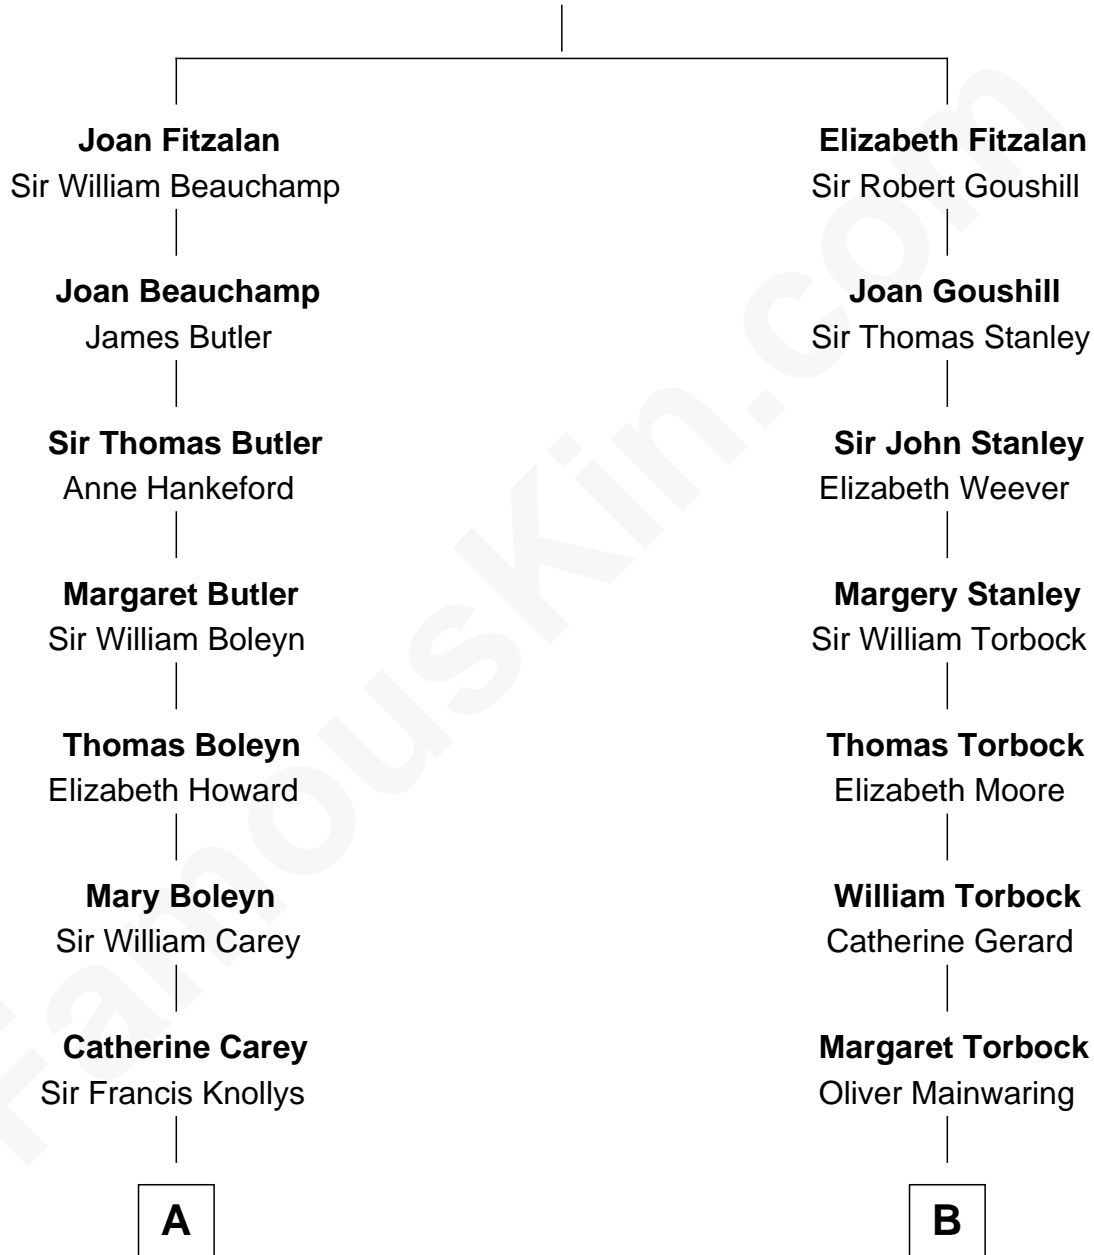 Joan Fitzalan
Sir William Beauchamp
Elizabeth Fitzalan
Sir Robert Goushill
Joan Beauchamp
James Butler
Joan Goushill
Sir Thomas Stanley
Sir Thomas Butler
Anne Hankeford
Sir John Stanley
Elizabeth Weever
Margaret Butler
Sir William Boleyn
Margery Stanley
Sir William Torbock
Thomas Boleyn
Elizabeth Howard
Thomas Torbock
Elizabeth Moore
Mary Boleyn
Sir William Carey
William Torbock
Catherine Gerard
Catherine Carey
Sir Francis Knollys
Margaret Torbock
Oliver Mainwaring
A
B
FamousKin.com